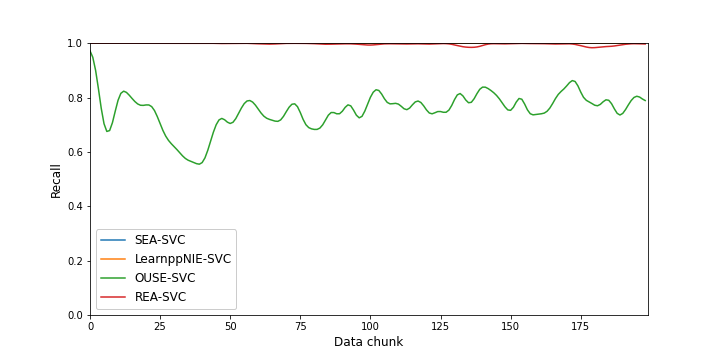 1.0
0.8
0.6
0.4
0.2
0.0
Recall
SEA-SVC
LearnppNIE-SVC
OUSE-SVC
REA-SVC
0 25 50 75 100 125 150 175
Data chunk